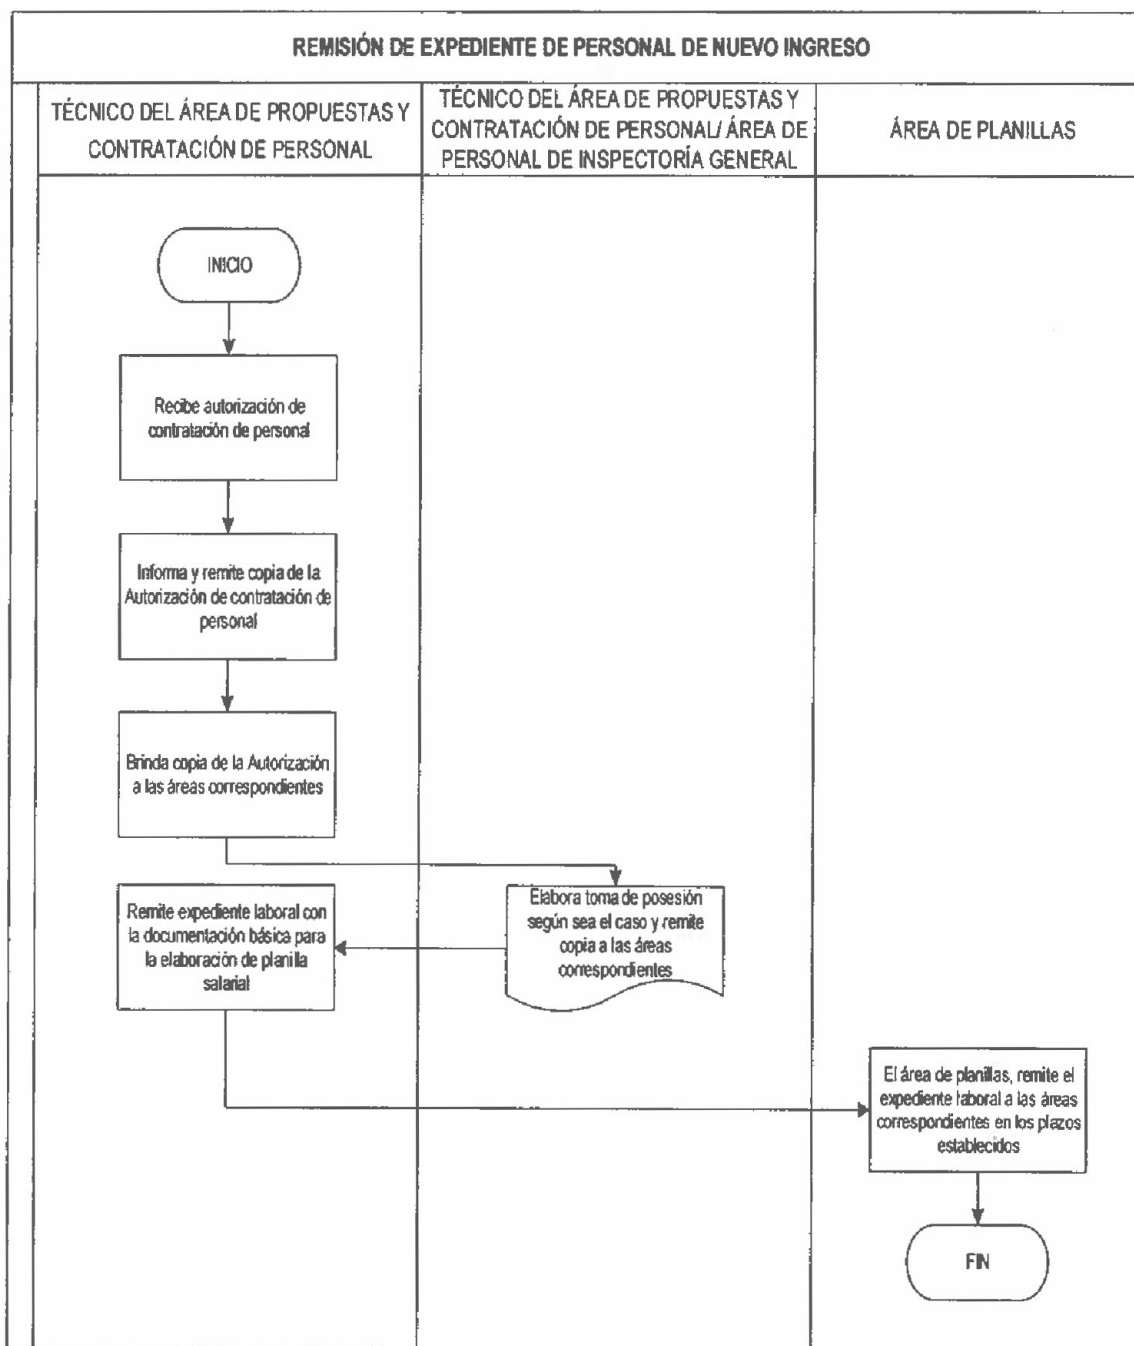 REMISIÓN DE EXPEDIENTE DE PERSONAL DE NUEVO INGRESO
TÉCNICO DEL ÁREA DE PROPUESTAS Y
CONTRATACIÓN DE PERSONAL
TÉCNICO DEL ÁREA DE PROPUESTAS Y
CONTRATACIÓN DE PERSONAL/ ÁREA DE
PERSONAL DE INSPECTORÍA GENERAL
ÁREA DE PLANILLAS
INICIO
Recibe autorización de
contratación de personal
Informa y remite copia de la
Autorización de contratación de
personal
Brinda copia de la Autorización
a las áreas correspondientes
Elabora toma de posesión
según sea el caso y remite
copia a las áreas
correspondientes
Remite expediente laboral con
la documentación básica para
la elaboración de planilla
salarial
El área de planillas, remite el
expediente laboral a las áreas
correspondientes en los plazos
establecidos
FIN